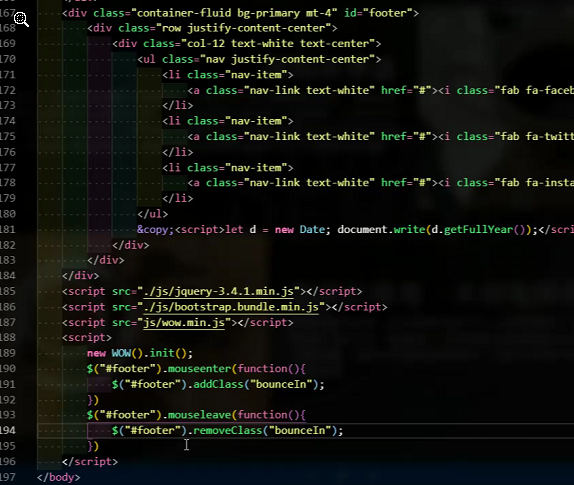 167 <div class="container-fluid bg-primary mt-4" id="footer">
168 <div class="row justify-content-center">
169 <div class="col-12 text-white text-center">
170 <ul class="nav justify-content-center">
171 <li class="nav-item">
172 <a class="nav-link text-white" href="#"><i class="fab fa-faceb
173 </li>
174 <li class="nav-item">
175 <a class="nav-link text-white" href="#"><i class="fab fa-twitt
176 </li>
177 <li class="nav-item">
178 <a class="nav-link text-white" href="#"><i class="fab fa-insta
179 </li>
180 </ul>
181 &copy;<script>let d = new Date; document.write(d.getFullYear());</scri
182 </div>
183 </div>
184 </div>
185 <script src="./js/jquery-3.4.1.min.js"></script>
186 <script src="./js/bootstrap.bundle.min.js"></script>
187 <script src="js/wow.min.js"></script>
188 <script>
189 new WOW().init();
190 $("#footer").mouseenter(function(){
191 $("#footer").addClass("bounceIn");
192 })
193 $("#footer").mouseleave(function(){
194 $("#footer").removeClass("bounceIn");
195 })
196 </script>
197 </body>